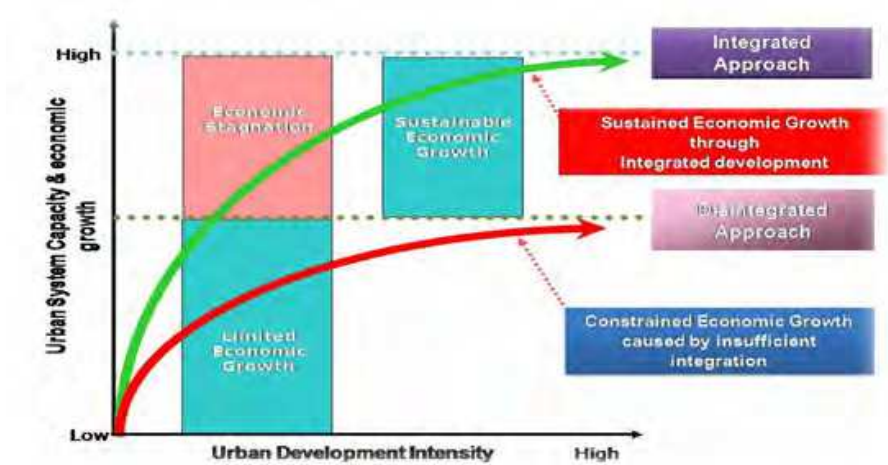 High
Urban System Capacity & economic
growth
Low
Urban Development Intensity
High
Economic
Stagnation
Sustainable
Economic
Growth
Limited
Economic
Growth
Integrated
Approach
Sustained Economic Growth
through
Integrated development
Disintegrated
Approach
Constrained Economic Growth
caused by insufficient
integration